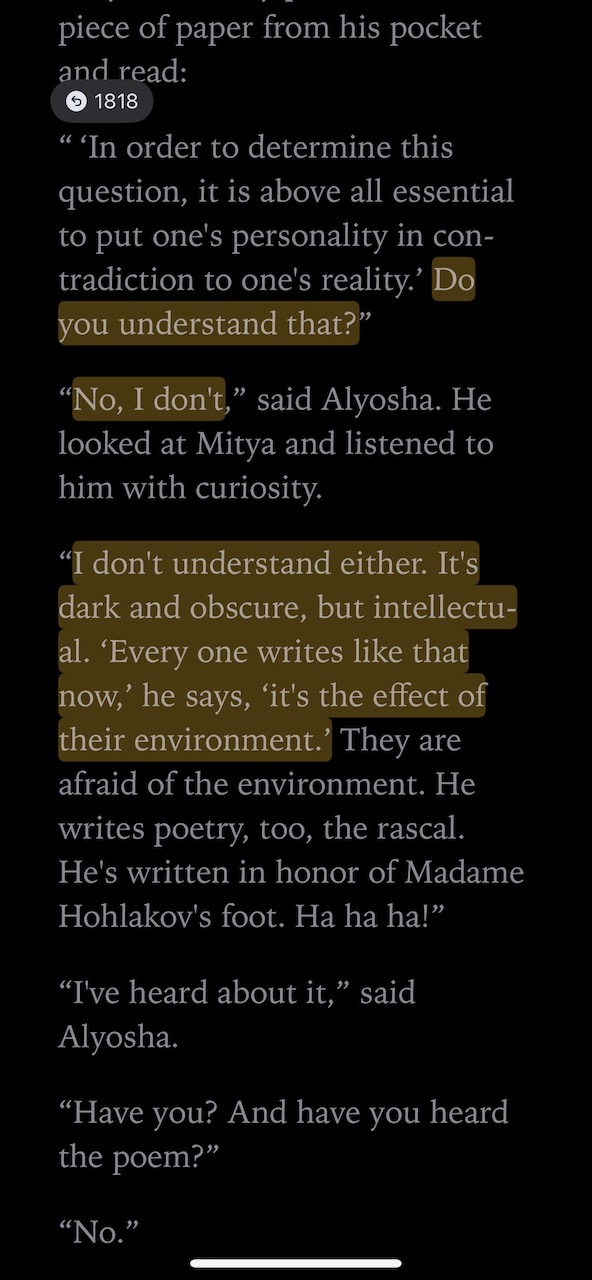 piece of paper from his pocket
and read:
1818
“ ‘In order to determine this
question, it is above all essential
to put one's personality in con-
tradiction to one's reality.’ Do
you understand that?”
“No, I don't,” said Alyosha. He
looked at Mitya and listened to
him with curiosity.
“I don't understand either. It's
dark and obscure, but intellectu-
al. ‘Every one writes like that
now,’ he says, ‘it's the effect of
their environment.’ They are
afraid of the environment. He
writes poetry, too, the rascal.
He's written in honor of Madame
Hohlakov's foot. Ha ha ha!”
“I've heard about it,” said
Alyosha.
“Have you? And have you heard
the poem?”
“No.”